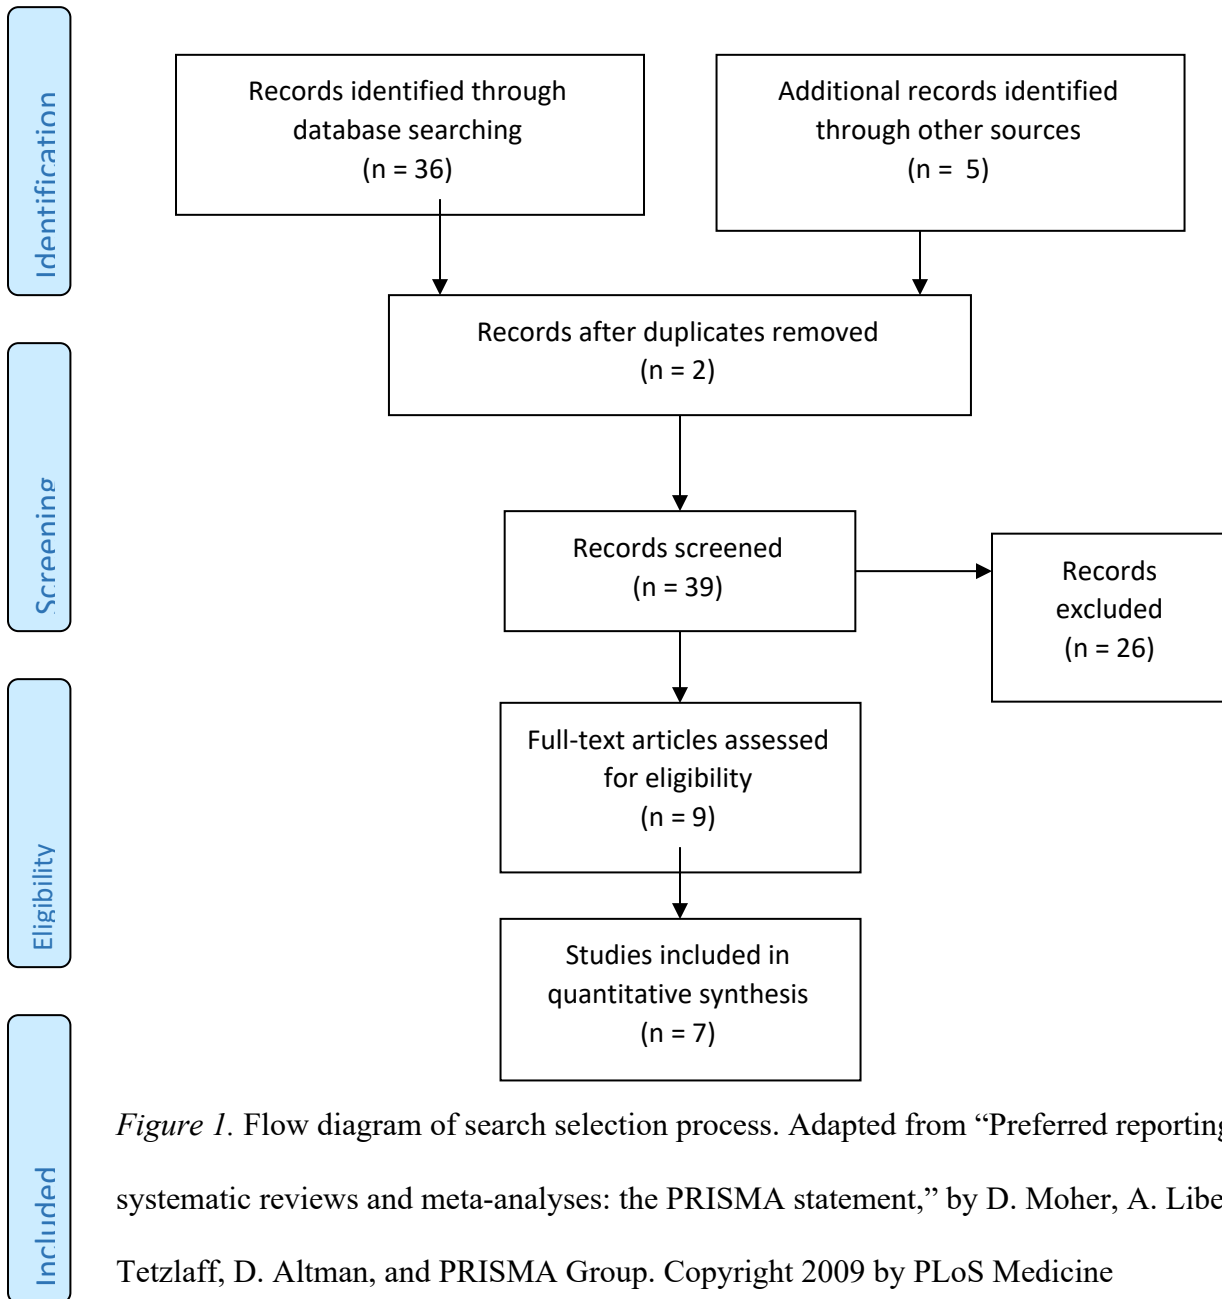 Identification
Records identified through
database searching
(n = 36)
Additional records identified
through other sources
(n =  5)
Records after duplicates removed
(n = 2)
Screening
Records screened
(n = 39)
Records
excluded
(n = 26)
Eligibility
Full-text articles assessed
for eligibility
(n = 9)
Studies included in
quantitative synthesis
(n = 7)
Included
Figure 1. Flow diagram of search selection process. Adapted from “Preferred reporting
systematic reviews and meta-analyses: the PRISMA statement,” by D. Moher, A. Libe
Tetzlaff, D. Altman, and PRISMA Group. Copyright 2009 by PLoS Medicine